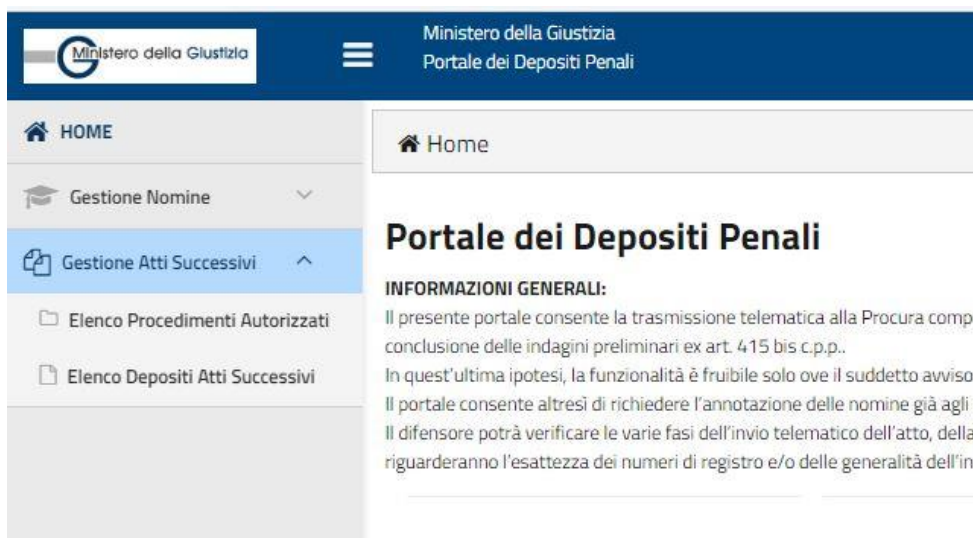 Ministero della Giustizia
Ministero della Giustizia
Portale dei Depositi Penali
HOME
Gestione Nomine
Gestione Atti Successivi
Elenco Procedimenti Autorizzati
Elenco Depositi Atti Successivi
Home
Portale dei Depositi Penali
INFORMAZIONI GENERALI:
Il presente portale consente la trasmissione telematica alla Procura comp
conclusione delle indagini preliminari ex art. 415 bis c.p.p..
In quest'ultima ipotesi, la funzionalità è fruibile solo ove il suddetto avviso
Il portale consente altresì di richiedere l'annotazione delle nomine già agli
Il difensore potrà verificare le varie fasi dell'invio telematico dell'atto, della
riguarderanno l'esattezza dei numeri di registro e/o delle generalità dell'in